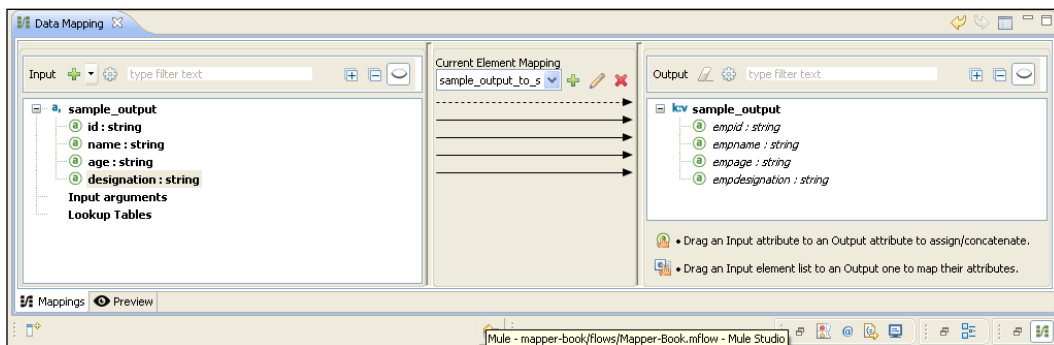 Data Mapping
Input type filter text
a, sample_output
a id : string
a name : string
a age : string
a designation : string
Input arguments
Lookup Tables
Current Element Mapping
sample_output_to_s
Output type filter text
k:v sample_output
a empid : string
a empname : string
a empage : string
a empdesignation : string
• Drag an Input attribute to an Output attribute to assign/concatenate.
• Drag an Input element list to an Output one to map their attributes.
Mappings Preview
Mule - mapper-book/flows/Mapper-Book.mflow - Mule Studio